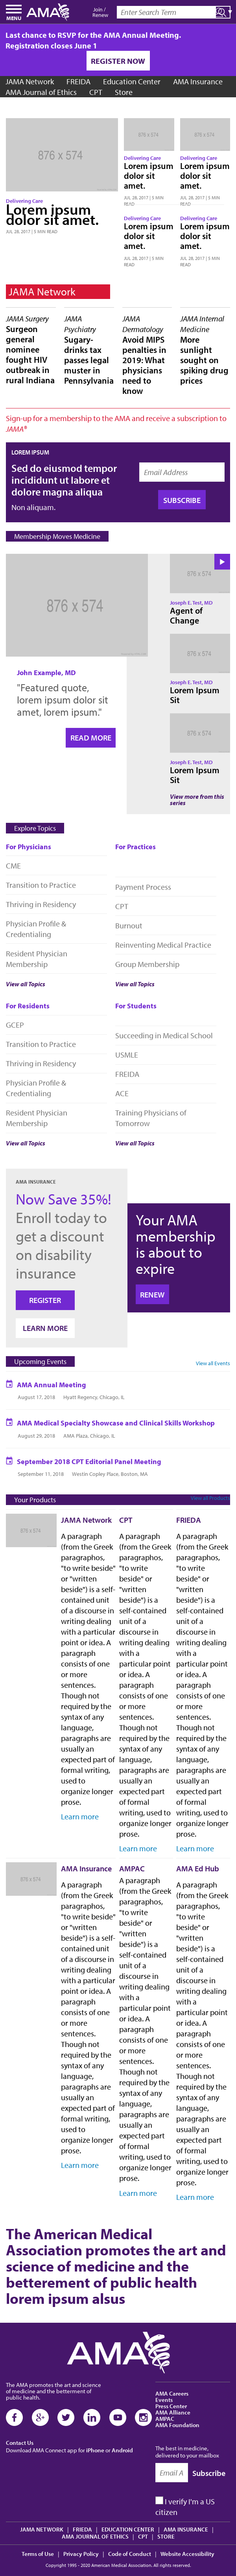 MENU
AMA
Join /
Renew
Enter Search Term
Last chance to RSVP for the AMA Annual Meeting.
Registration closes June 1
REGISTER NOW
JAMA Network FREIDA Education Center AMA Insurance
AMA Journal of Ethics CPT Store
876 x 574
876 x 574
876 x 574
Delivering Care
Lorem ipsum
dolor sit amet.
JUL 28, 2017 | 5 MIN READ
Delivering Care
Lorem ipsum
dolor sit
amet.
JUL 28, 2017 | 5 MIN
READ
Delivering Care
Lorem ipsum
dolor sit
amet.
JUL 28, 2017 | 5 MIN
READ
Delivering Care
Lorem ipsum
dolor sit
amet.
JUL 28, 2017 | 5 MIN
READ
Delivering Care
Lorem ipsum
dolor sit
amet.
JUL 28, 2017 | 5 MIN
READ
JAMA Network
JAMA Surgery
Surgeon
general
nominee
fought HIV
outbreak in
rural Indiana
JAMA
Psychiatry
Sugary-
drinks tax
passes legal
muster in
Pennsylvania
JAMA
Dermatology
Avoid MIPS
penalties in
2019: What
physicians
need to
know
JAMA Internal
Medicine
More
sunlight
sought on
spiking drug
prices
Sign-up for a membership to the AMA and receive a subscription to
JAMA®
LOREM IPSUM
Sed do eiusmod tempor
incididunt ut labore et
dolore magna aliqua
Non aliquam.
Email Address
SUBSCRIBE
Membership Moves Medicine
876 x 574
John Example, MD
"Featured quote,
lorem ipsum dolor sit
amet, lorem ipsum."
READ MORE
876 x 574
Joseph E. Test, MD
Agent of
Change
876 x 574
Joseph E. Test, MD
Lorem Ipsum
Sit
876 x 574
Joseph E. Test, MD
Lorem Ipsum
Sit
View more from this
series
Explore Topics
For Physicians
CME
Transition to Practice
Thriving in Residency
Physician Profile &
Credentialing
Resident Physician
Membership
View all Topics
For Practices
Payment Process
CPT
Burnout
Reinventing Medical Practice
Group Membership
View all Topics
For Residents
GCEP
Transition to Practice
Thriving in Residency
Physician Profile &
Credentialing
Resident Physician
Membership
View all Topics
For Students
Succeeding in Medical School
USMLE
FREIDA
ACE
Training Physicians of
Tomorrow
View all Topics
AMA INSURANCE
Now Save 35%!
Enroll today to
get a discount
on disability
insurance
REGISTER
LEARN MORE
Your AMA
membership
is about to
expire
RENEW
Upcoming Events
View all Events
AMA Annual Meeting
August 17, 2018 Hyatt Regency, Chicago, IL
AMA Medical Specialty Showcase and Clinical Skills Workshop
August 29, 2018 AMA Plaza, Chicago, IL
September 2018 CPT Editorial Panel Meeting
September 11, 2018 Westin Copley Place, Boston, MA
Your Products
View all Products
876 x 574
JAMA Network
A paragraph
(from the Greek
paragraphos,
"to write beside"
or "written
beside") is a self-
contained unit
of a discourse in
writing dealing
with a particular
point or idea. A
paragraph
consists of one
or more
sentences.
Though not
required by the
syntax of any
language,
paragraphs are
usually an
expected part of
formal writing,
used to
organize longer
prose.
Learn more
CPT
A paragraph
(from the Greek
paragraphos,
"to write
beside" or
"written
beside") is a
self-contained
unit of a
discourse in
writing dealing
with a
particular point
or idea. A
paragraph
consists of one
or more
sentences.
Though not
required by the
syntax of any
language,
paragraphs are
usually an
expected part
of formal
writing, used to
organize longer
prose.
Learn more
FREIDA
A paragraph
(from the Greek
paragraphos,
"to write
beside" or
"written
beside") is a
self-contained
unit of a
discourse in
writing dealing
with a
particular point
or idea. A
paragraph
consists of one
or more
sentences.
Though not
required by the
syntax of any
language,
paragraphs are
usually an
expected part
of formal
writing, used to
organize longer
prose.
Learn more
876 x 574
AMA Insurance
A paragraph
(from the Greek
paragraphos,
"to write beside"
or "written
beside") is a self-
contained unit
of a discourse in
writing dealing
with a particular
point or idea. A
paragraph
consists of one
or more
sentences.
Though not
required by the
syntax of any
language,
paragraphs are
usually an
expected part of
formal writing,
used to
organize longer
prose.
Learn more
AMPAC
A paragraph
(from the Greek
paragraphos,
"to write
beside" or
"written
beside") is a
self-contained
unit of a
discourse in
writing dealing
with a
particular point
or idea. A
paragraph
consists of one
or more
sentences.
Though not
required by the
syntax of any
language,
paragraphs are
usually an
expected part
of formal
writing, used to
organize longer
prose.
Learn more
AMA Ed Hub
A paragraph
(from the Greek
paragraphos,
"to write
beside" or
"written
beside") is a
self-contained
unit of a
discourse in
writing dealing
with a
particular point
or idea. A
paragraph
consists of one
or more
sentences.
Though not
required by the
syntax of any
language,
paragraphs are
usually an
expected part
of formal
writing, used to
organize longer
prose.
Learn more
The American Medical
Association promotes the art and
science of medicine and the
betterement of public health
lorem ipsum alsus
AMA
The AMA promotes the art and science
of medicine and the betterment of
public health.
AMA Careers
Events
Press Center
AMA Alliance
AMPAC
AMA Foundation
Contact Us
Download AMA Connect app for iPhone or Android
The best in medicine,
delivered to your mailbox
Email A
Subscribe
I verify I'm a US
citizen
JAMA NETWORK | FRIEDA | EDUCATION CENTER | AMA INSURANCE |
AMA JOURNAL OF ETHICS | CPT | STORE
Terms of Use | Privacy Policy | Code of Conduct | Website Accessibility
Copyright 1995 - 2020 American Medical Association. All rights reserved.